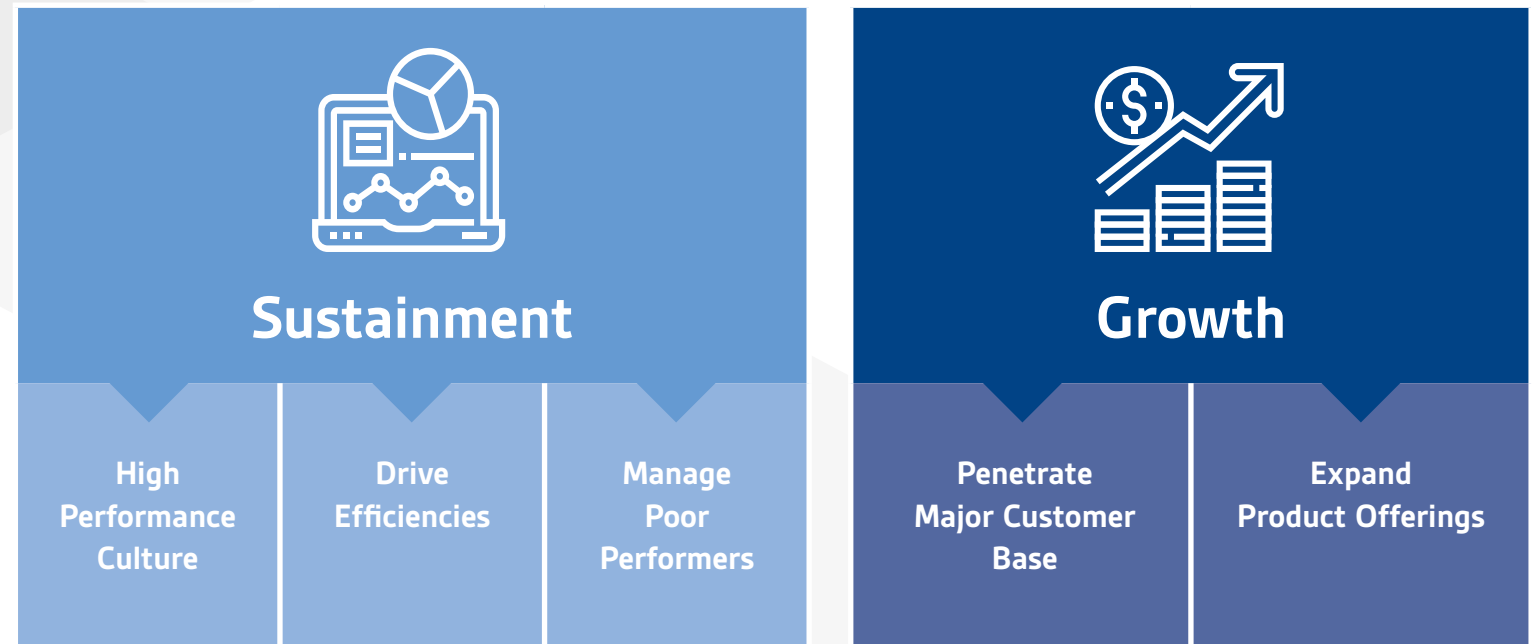 Sustainment
High
Performance
Culture
Drive
Efficiencies
Manage
Poor
Performers
$
Growth
Penetrate
Major Customer
Base
Expand
Product Offerings